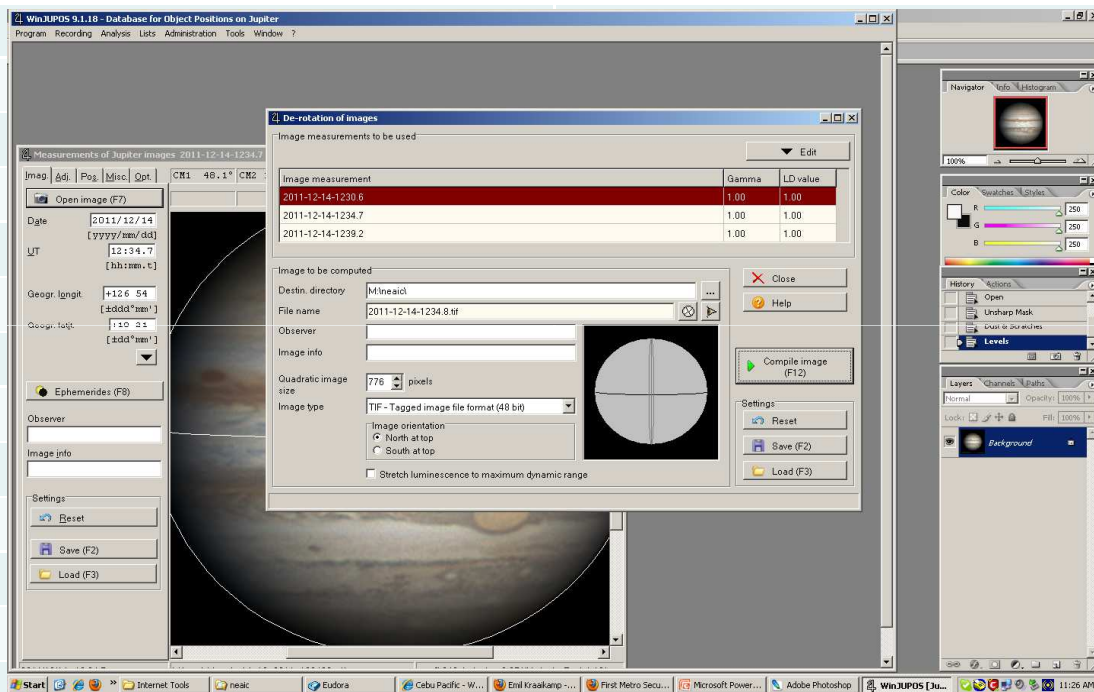 WinJUPOS 9.1.18 - Database for Object Positions on Jupiter
Program Recording Analysis Lists Administration Tools Window ?
Measurements of Jupiter images 2011-12-14-1234.7
Imag. Adj. Pos. Misc. Opt.
CM1 48.1° CM2
Open image (F7)
Date 2011/12/14
[yyyy/mm/dd]
UT 12:34.7
[hh:mm.t]
Geogr. longit. +126 54
[±ddd°mm']
Geogr. latit.
[±dd°mm']
Ephemerides (F8)
Observer
Image info
Settings
Reset
Save (F2)
Load (F3)
De-rotation of images
Image measurements to be used
Edit
Image measurement Gamma LD value
2011-12-14-1230.6 1.00 1.00
2011-12-14-1234.7 1.00 1.00
2011-12-14-1239.2 1.00 1.00
Image to be computed
Destin. directory M:\neaic\ ...
File name 2011-12-14-1234.8.tif
Observer
Image info
Quadratic image size 776 pixels
Image type TIF - Tagged image file format (48 bit)
Image orientation
North at top
South at top
Stretch luminescence to maximum dynamic range
Close
Help
Compile image
(F12)
Settings
Reset
Save (F2)
Load (F3)
Navigator Info Histogram
100%
Color Swatches Styles
R 250
G 250
B 250
History Actions
Open
Unsharp Mask
Dust & Scratches
Levels
Layers Channels Paths
Normal Opacity: 100%
Lock: Fill: 100%
Background
Start » Internet Tools neaic Eudora Cebu Pacific - W... Emil Kraaikamp -... First Metro Secu... Microsoft Power... Adobe Photoshop WinJUPOS [Ju... 11:26 AM